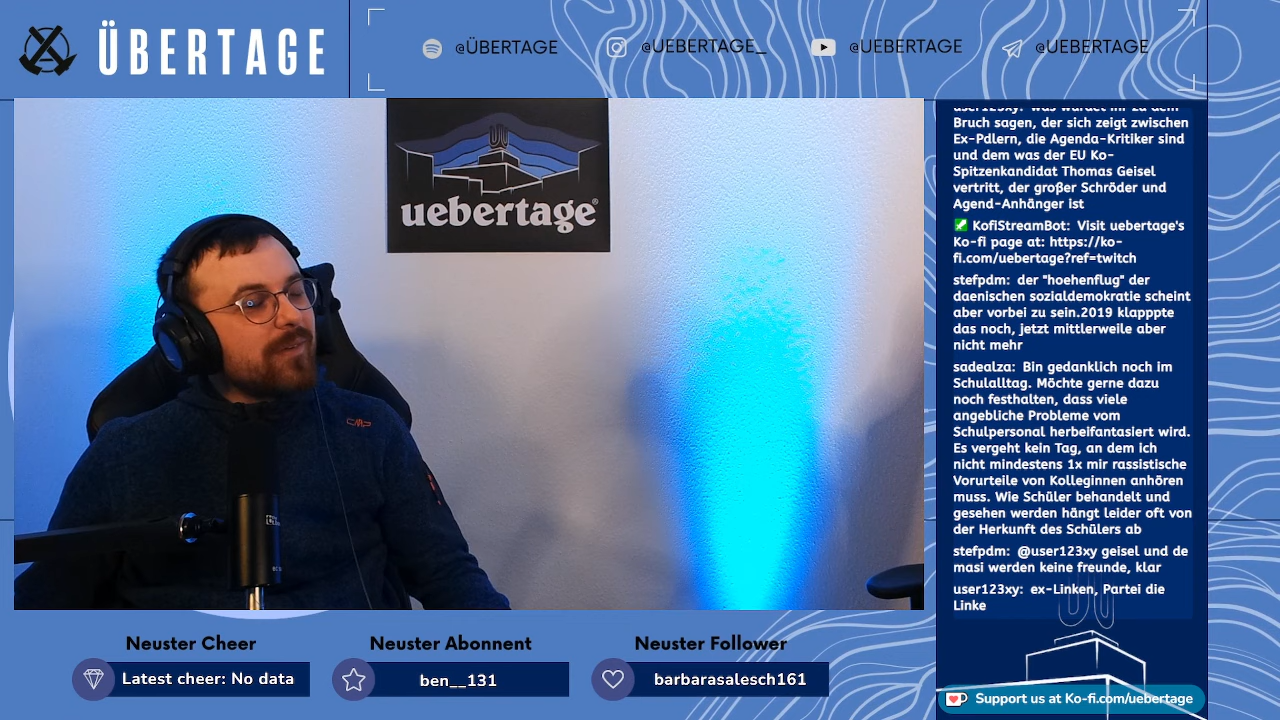 ÜBERTAGE
@ÜBERTAGE
@UEBERTAGE_
@UEBERTAGE
@UEBERTAGE
uebertage®
user123xy: was würdet ihr zu dem
Bruch sagen, der sich zeigt zwischen
Ex-Pdlern, die Agenda-Kritiker sind
und dem was der EU Ko-
Spitzenkandidat Thomas Geisel
vertritt, der großer Schröder und
Agend-Anhänger ist
KofiStreamBot: Visit uebertage's
Ko-fi page at: https://ko-
fi.com/uebertage?ref=twitch
stefpdm: der "hoehenflug" der
daenischen sozialdemokratie scheint
aber vorbei zu sein.2019 klapppte
das noch, jetzt mittlerweile aber
nicht mehr
sadealza: Bin gedanklich noch im
Schulalltag. Möchte gerne dazu
noch festhalten, dass viele
angebliche Probleme vom
Schulpersonal herbeifantasiert wird.
Es vergeht kein Tag, an dem ich
nicht mindestens 1x mir rassistische
Vorurteile von Kolleginnen anhören
muss. Wie Schüler behandelt und
gesehen werden hängt leider oft von
der Herkunft des Schülers ab
stefpdm: @user123xy geisel und de
masi werden keine freunde, klar
user123xy: ex-Linken, Partei die
Linke
Neuster Cheer
Latest cheer: No data
Neuster Abonnent
ben__131
Neuster Follower
barbarasalesch161
Support us at Ko-fi.com/uebertage